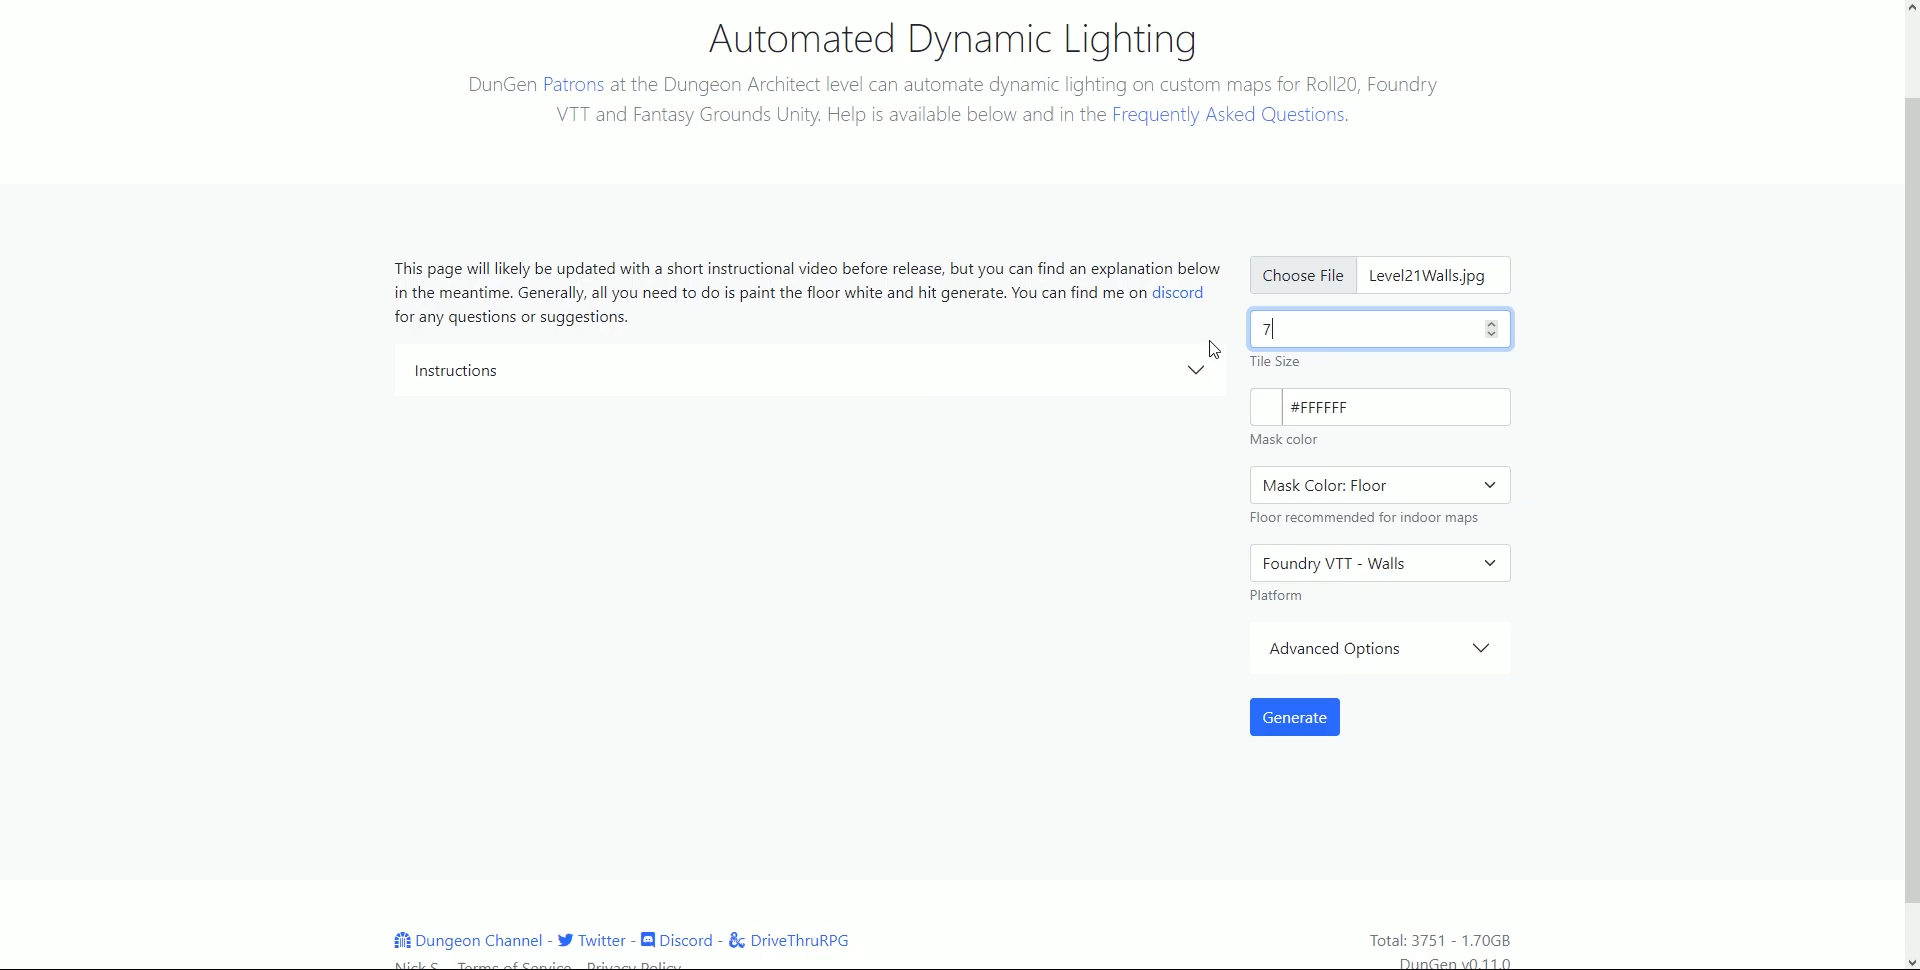 Automated Dynamic Lighting
DunGen Patrons at the Dungeon Architect level can automate dynamic lighting on custom maps for Roll20, Foundry
VTT and Fantasy Grounds Unity. Help is available below and in the Frequently Asked Questions.
This page will likely be updated with a short instructional video before release, but you can find an explanation below
in the meantime. Generally, all you need to do is paint the floor white and hit generate. You can find me on discord
for any questions or suggestions.
Instructions
Choose File Level21Walls.jpg
7
Tile Size
#FFFFFF
Mask color
Mask Color: Floor
Floor recommended for indoor maps
Foundry VTT - Walls
Platform
Advanced Options
Generate
Dungeon Channel - Twitter - Discord - DriveThruRPG
Total: 3751 - 1.70GB
Nick S. Terms of Service Privacy Policy
DunGen v0.11.0